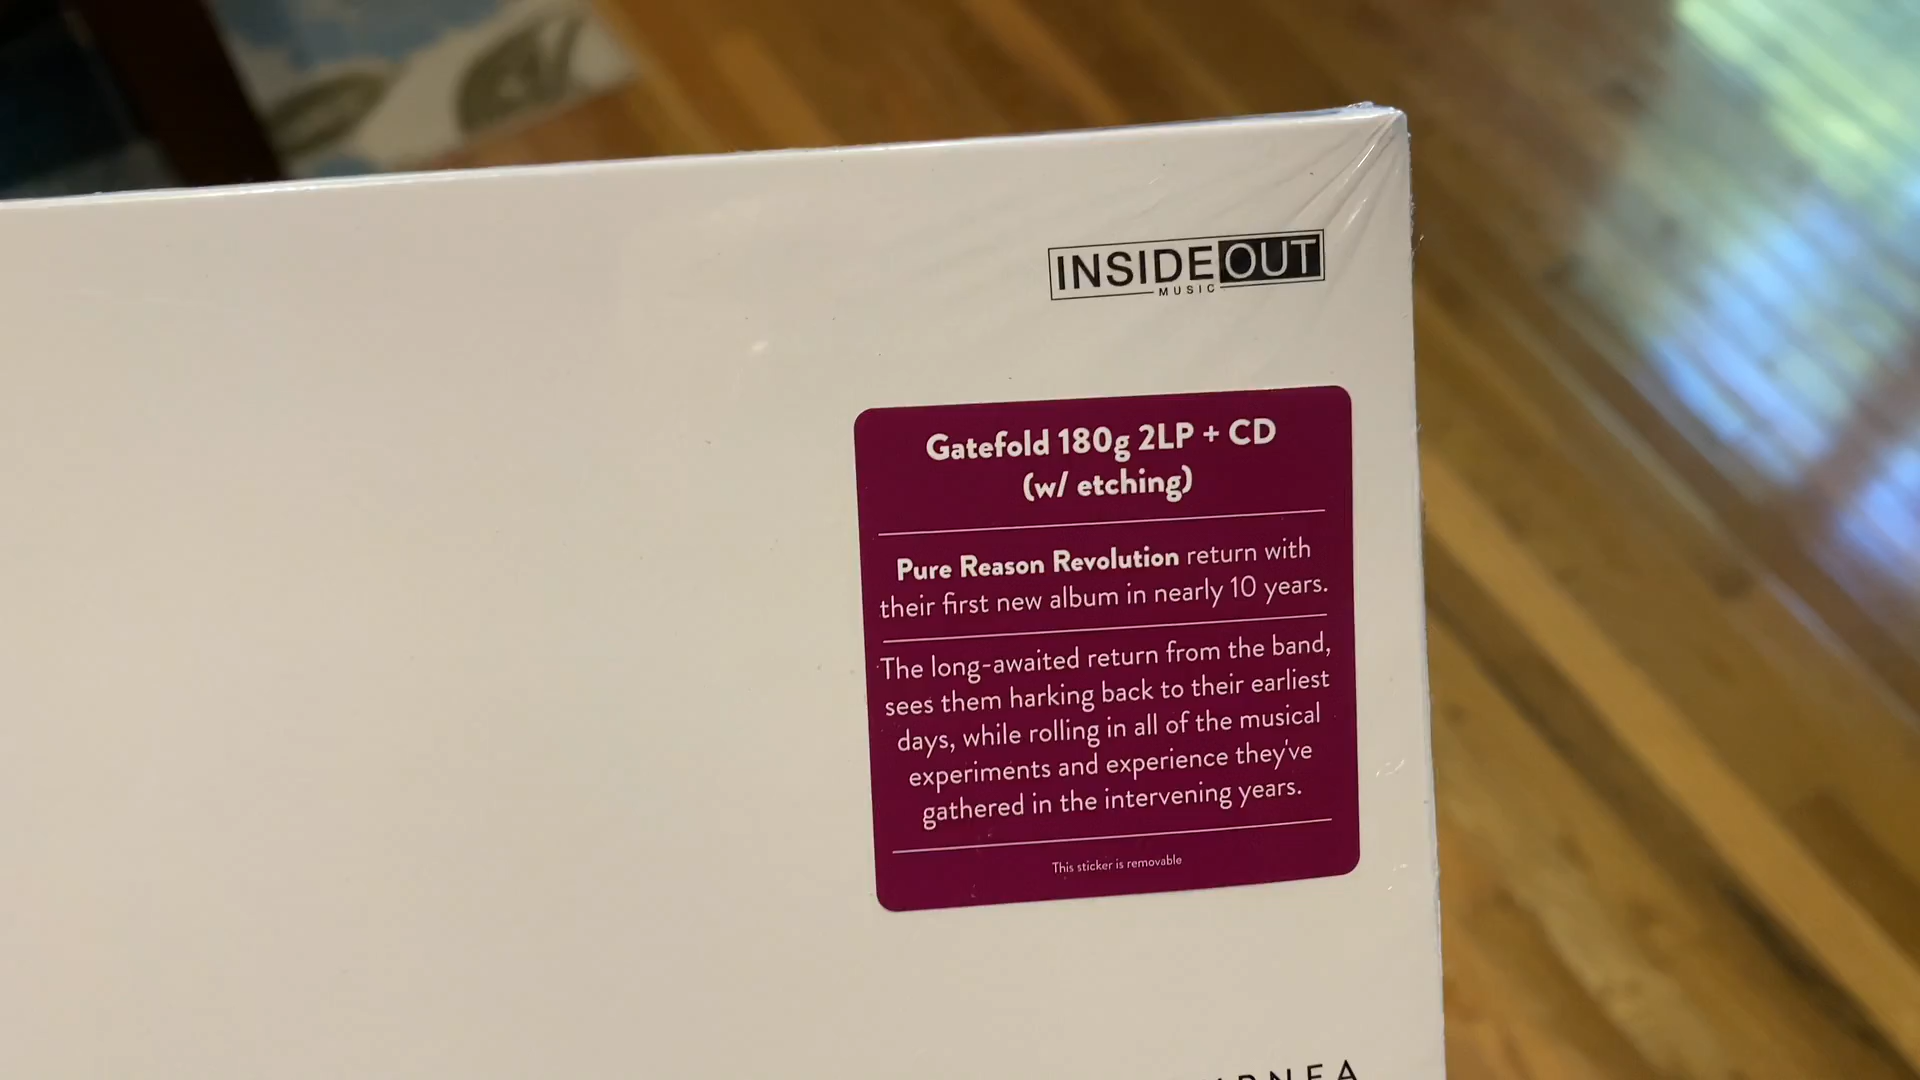 INSIDEOUT
MUSIC
Gatefold 180g 2LP + CD
(w/ etching)
Pure Reason Revolution return with
their first new album in nearly 10 years.
The long-awaited return from the band,
sees them harking back to their earliest
days, while rolling in all of the musical
experiments and experience they've
gathered in the intervening years.
This sticker is removable